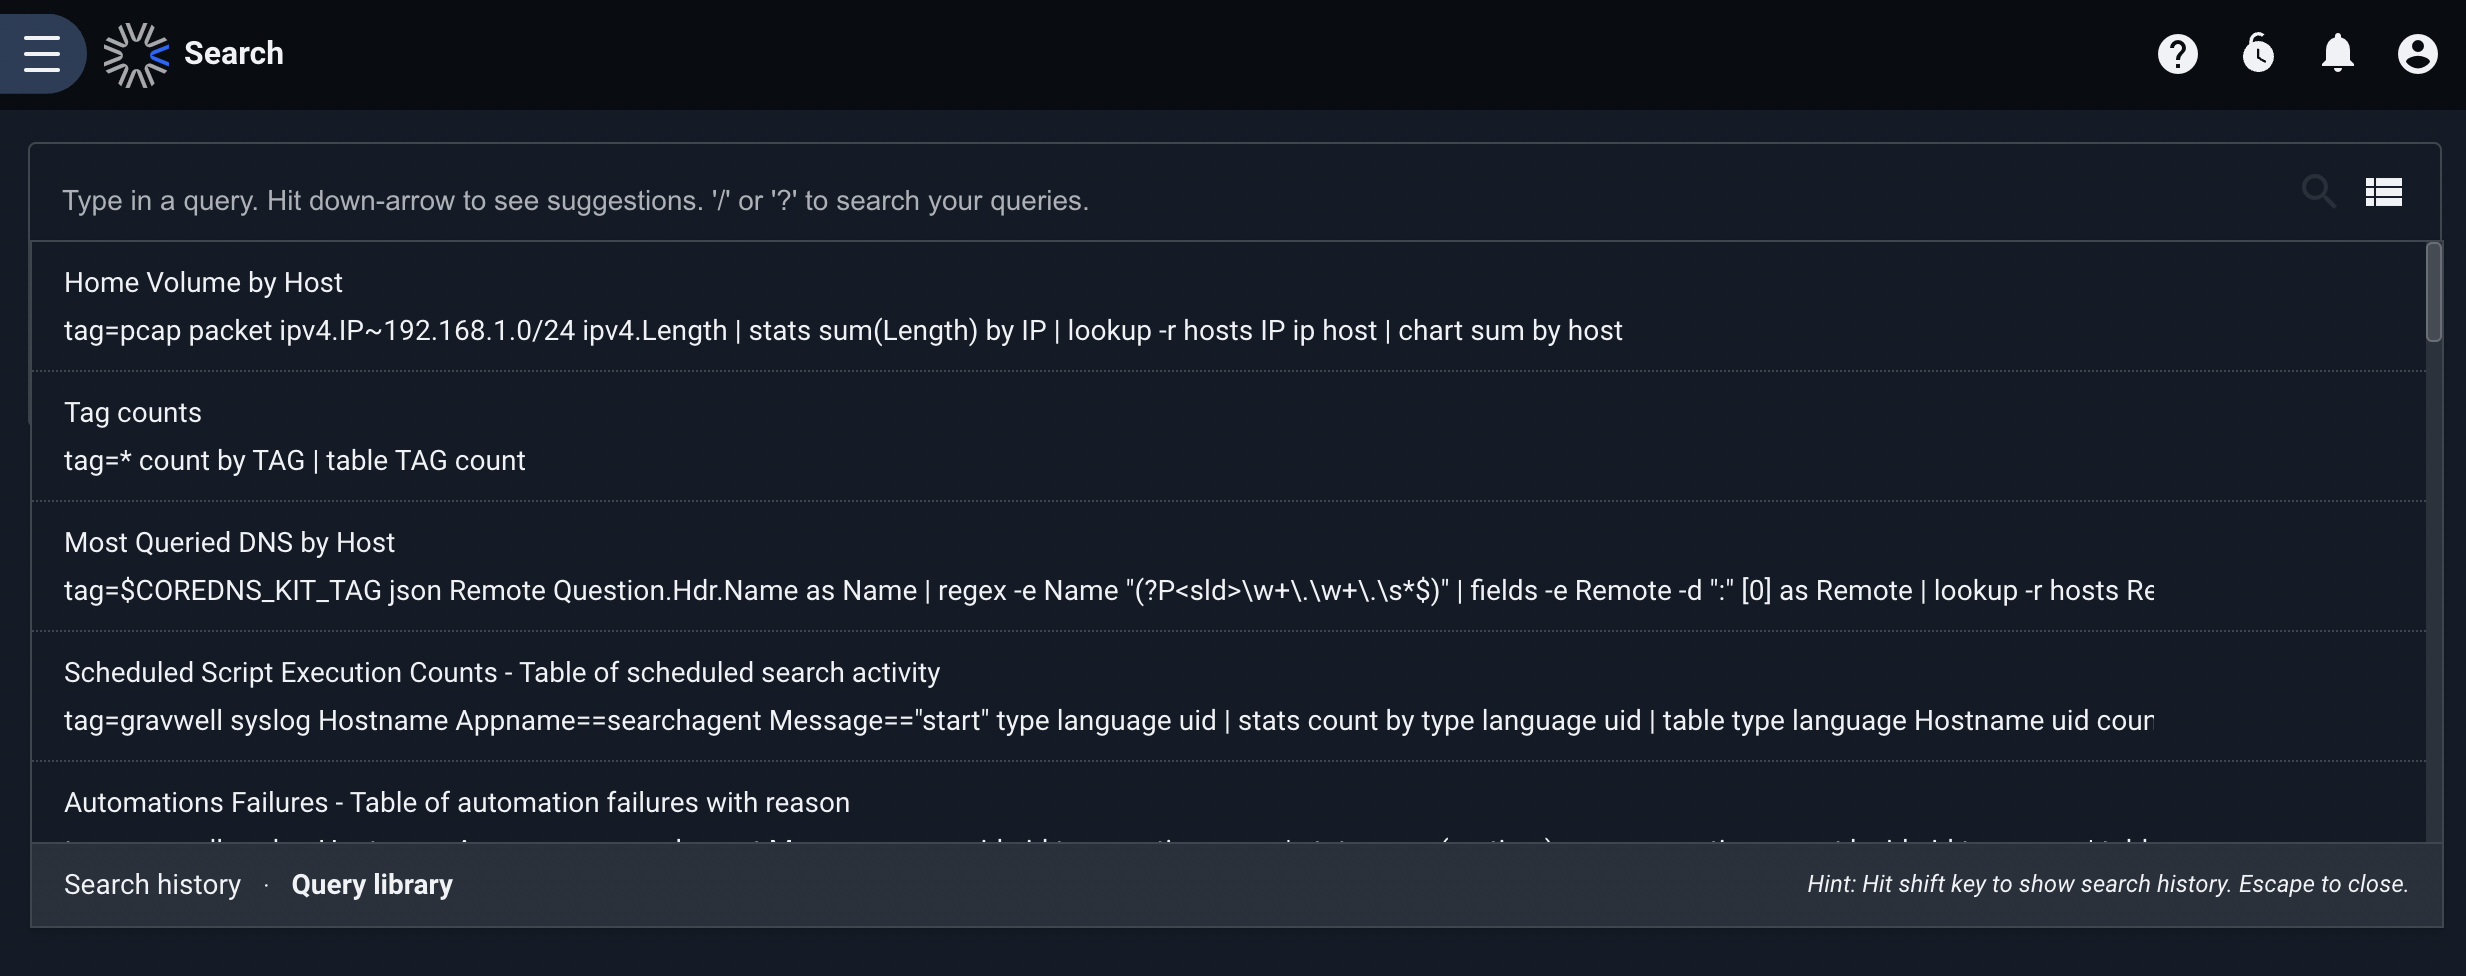 Search
Type in a query. Hit down-arrow to see suggestions. '/' or '?' to search your queries.
Home Volume by Host
tag=pcap packet ipv4.IP~192.168.1.0/24 ipv4.Length | stats sum(Length) by IP | lookup -r hosts IP ip host | chart sum by host
Tag counts
tag=* count by TAG | table TAG count
Most Queried DNS by Host
tag=$COREDNS_KIT_TAG json Remote Question.Hdr.Name as Name | regex -e Name "(?P<sld>\w+\.\w+\.\s*$)" | fields -e Remote -d ":" [0] as Remote | lookup -r hosts Re
Scheduled Script Execution Counts - Table of scheduled search activity
tag=gravwell syslog Hostname Appname==searchagent Message=="start" type language uid | stats count by type language uid | table type language Hostname uid coun
Automations Failures - Table of automation failures with reason
Search history · Query library
Hint: Hit shift key to show search history. Escape to close.